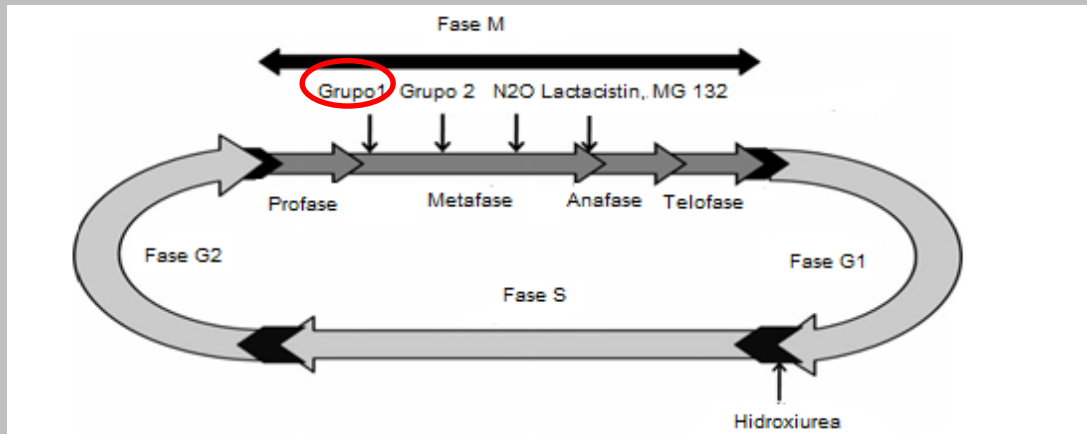 Fase M
Grupo1 Grupo 2 N2O Lactacistin,. MG 132
Profase Metafase Anafase Telofase
Fase G2
Fase G1
Fase S
Hidroxiurea